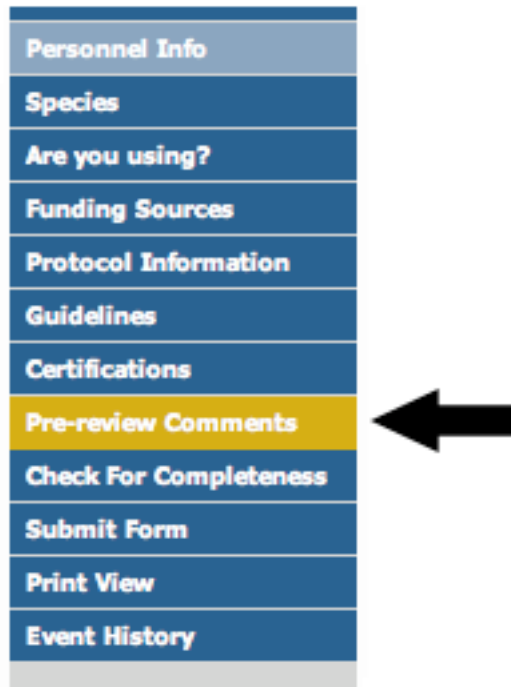 Personnel Info
Species
Are you using?
Funding Sources
Protocol Information
Guidelines
Certifications
Pre-review Comments
Check For Completeness
Submit Form
Print View
Event History